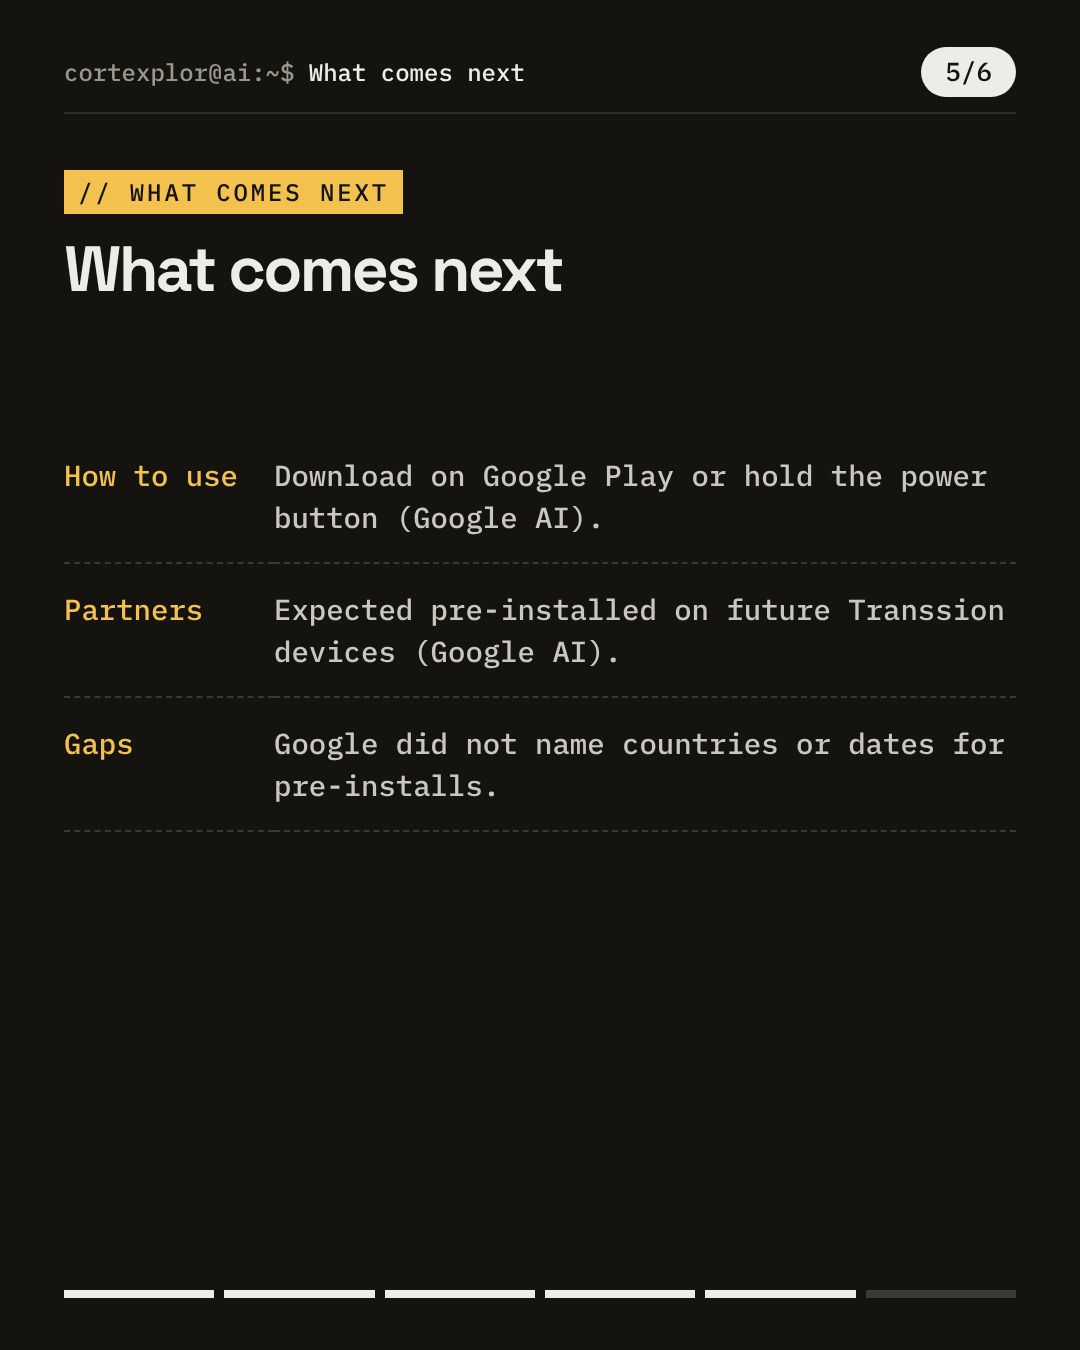 cortexplor@ai:~$ What comes next
5/6
// WHAT COMES NEXT
What comes next
How to use
Download on Google Play or hold the power
button (Google AI).
Partners
Expected pre-installed on future Transsion
devices (Google AI).
Gaps
Google did not name countries or dates for
pre-installs.